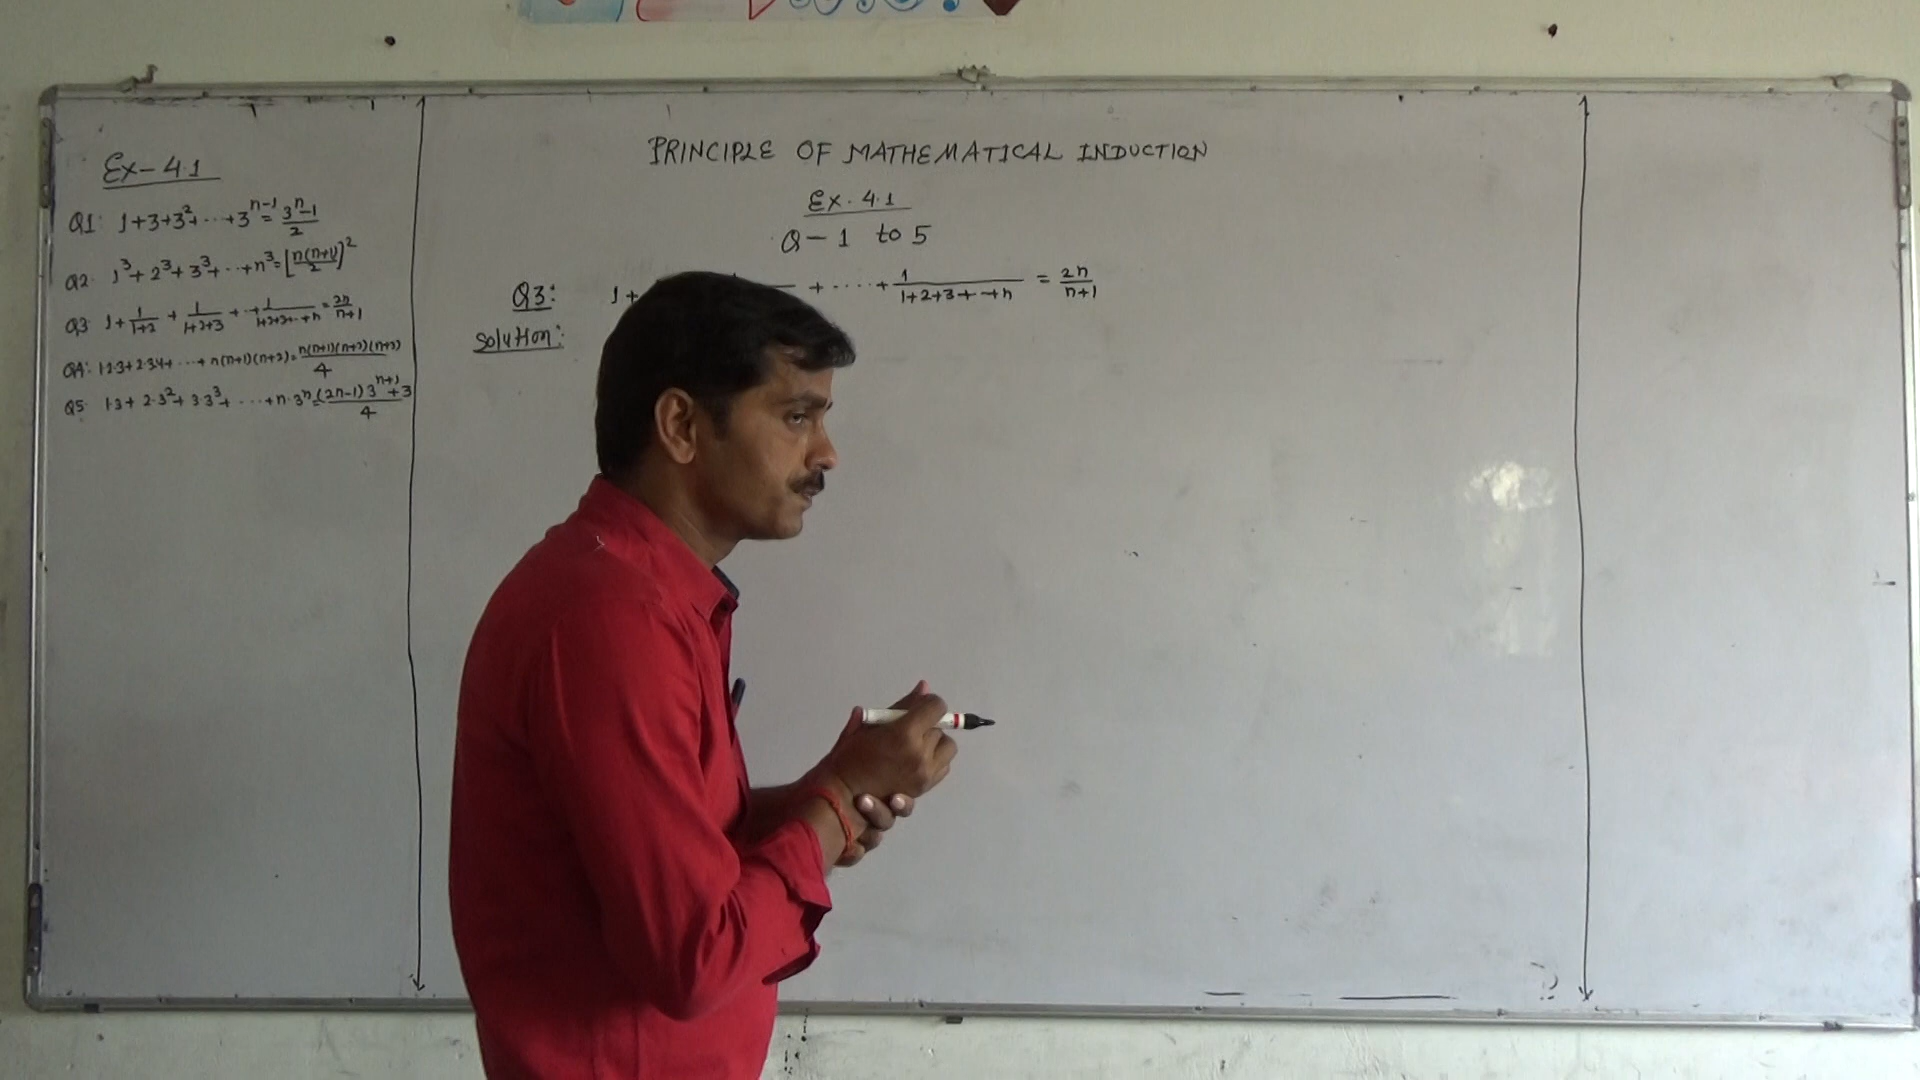 Ex-4.1
Q1: 1+3+3²+...+3ⁿ⁻¹ = (3ⁿ-1)/2
Q2. 1³+2³+3³+...+n³ = [n(n+1)/2]²
Q3 1+1/(1+2)+1/(1+2+3)+...+1/(1+2+3+...+n) = 2n/(n+1)
Q4: 1.2.3+2.3.4+...+n(n+1)(n+2) = n(n+1)(n+2)(n+3)/4
Q5. 1.3+2.3²+3.3³+...+n.3ⁿ = ((2n-1)3ⁿ⁺¹+3)/4
PRINCIPLE OF MATHEMATICAL INDUCTION
Ex. 4.1
Q-1 to 5
Q3: 1+ +....+1/(1+2+3+...+n) = 2n/(n+1)
Solution: